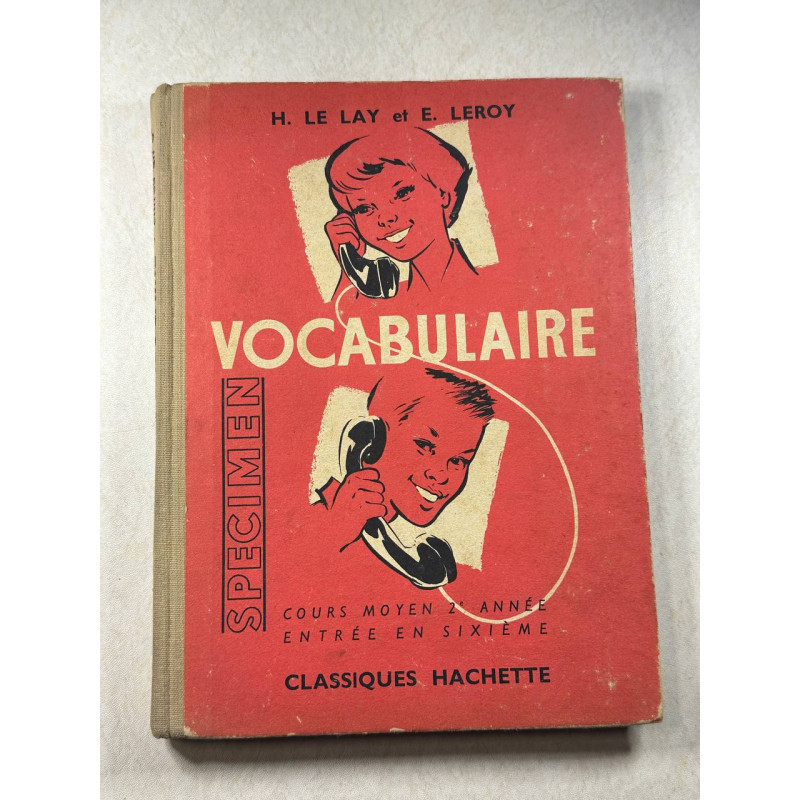 H. LE LAY et E. LEROY
VOCABULAIRE
SPECIMEN
COURS MOYEN 2e ANNÉE
ENTRÉE EN SIXIÈME
CLASSIQUES HACHETTE